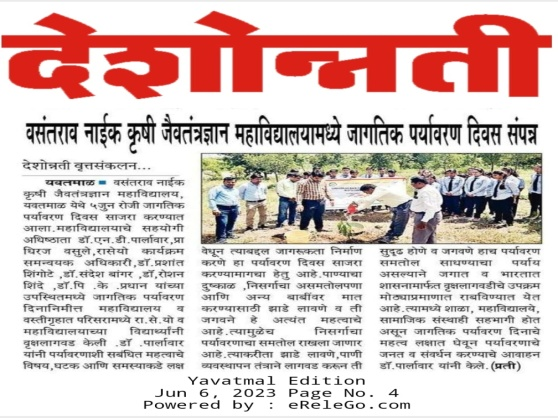 देशोन्नती
वसंतराव नाईक कृषी जैवतंत्रज्ञान महाविद्यालयामध्ये जागतिक पर्यावरण दिवस संपन्न
देशोन्नती वृत्तसंकलन...
यवतमाळ ■ वसंतराव नाईक
कृषी जैवतंत्रज्ञान महाविद्यालय,
यवतमाळ येथे ५जुन रोजी जागतिक
पर्यावरण दिवस साजरा करण्यात
आला.महाविद्यालयाचे सहयोगी
अधिष्ठाता डॉ.एन.डी.पार्लावार,प्रा
धिरज वसुले,रासेयो कार्यक्रम
समन्वयक अधिकारी,डॉ.प्रशांत
शिंगोटे ,डॉ.संदेश बांगर ,डॉ.रोशन
शिंदे ,डॉ.पि .के .प्रधान यांच्या
उपस्थितमध्ये जागतिक पर्यावरण
दिनानिमीत्त महाविद्यालय व
वस्तीगृहात परिसरामध्ये रा.से.यो व
महाविद्यालयाच्या विद्यार्थ्यांनी
वृक्षलागवड केली .डॉ .पार्लावार
यांनी पर्यावरणाशी सबंधित महत्वाचे
विषय,घटक आणि समस्याकडे लक्ष
वेधून त्याबद्दल जागरूकता निर्माण
करणे हा पर्यावरण दिवस साजरा
करण्यामागचा हेतु आहे.पाण्याचा
दुष्काळ ,निसर्गाचा असमतोलपणा
आणि अन्य बाबींवर मात
करण्यासाठी झाडे लावणे व ती
जगवणे हे अत्यंत महत्वाचे
आहे.त्यामुळेच निसर्गाचा
पर्यावरणाचा समतोल राखला जाणार
आहे.त्याकरीता झाडे लावणे,पाणी
व्यवस्थापन तंत्राने लागवड करून ती
सुदृढ होणे व जगवणे हाच पर्यावरण
समतोल साधण्याचा पर्याय
असल्याने जगात व भारतात
शासनामार्फत वृक्षलागवडीचे उपक्रम
मोठ्याप्रमाणात राबविण्यात येत
आहे.त्यामध्ये शाळा, महाविद्यालये,
सामाजिक संस्थाही सहभागी होत
असून जागतिक पर्यावरण दिनाचे
महत्व लक्षात घेवून पर्यावरणाचे
जनत व संवर्धन करण्याचे आवाहन
डॉ.पार्लावार यांनी केले.(प्रती)
Yavatmal Edition
Jun 6, 2023 Page No. 4
Powered by : eReleGo.com